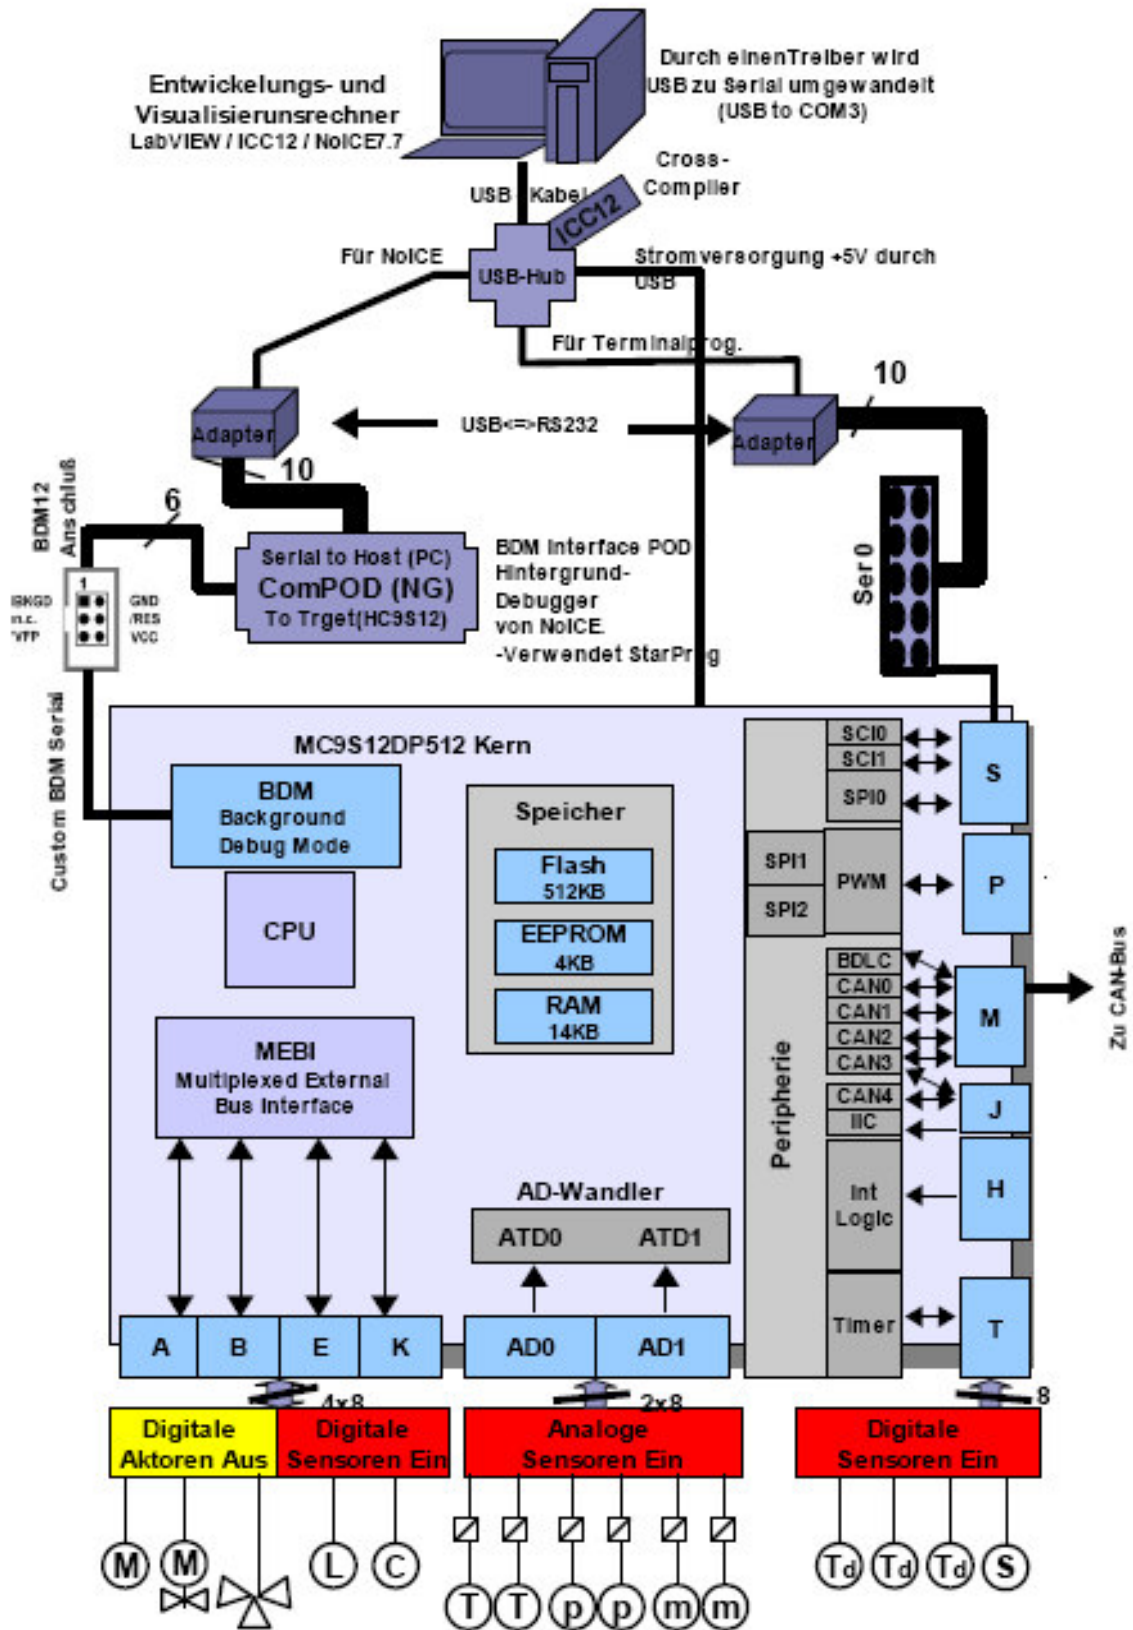 Entwickelungs- und
Visualisierunsrechner
LabVIEW / ICC12 / NoICE7.7
Durch einenTreiber wird
USB zu Serial umgewandelt
(USB to COM3)
Cross-
Compiler
USB Kabel
ICC12
Für NoICE
USB-Hub
Stromversorgung +5V durch
USB
Für Terminalprog.
10
Adapter
USB<=>RS232
Adapter
10
BDM12
Anschluß
6
Serial to Host (PC)
ComPOD (NG)
To Trget(HC9S12)
BDM Interface POD
Hintergrund-
Debugger
von NoICE.
-Verwendet StarProg
Ser0
1
BKGD
GND
n.c.
/RES
VFP
VCC
Custom BDM Serial
MC9S12DP512 Kern
BDM
Background
Debug Mode
CPU
MEBI
Multiplexed External
Bus Interface
Speicher
Flash
512KB
EEPROM
4KB
RAM
14KB
AD-Wandler
ATD0 ATD1
Peripherie
SCI0
SCI1
SPI0
SPI1
SPI2
PWM
BDLC
CAN0
CAN1
CAN2
CAN3
CAN4
IIC
Int
Logic
Timer
S
P
M
J
H
T
Zu CAN-Bus
A B E K
AD0 AD1
4x8
2x8
8
Digitale
Aktoren Aus
Digitale
Sensoren Ein
Analoge
Sensoren Ein
Digitale
Sensoren Ein
M M L C
T T p p m m
Td Td Td S